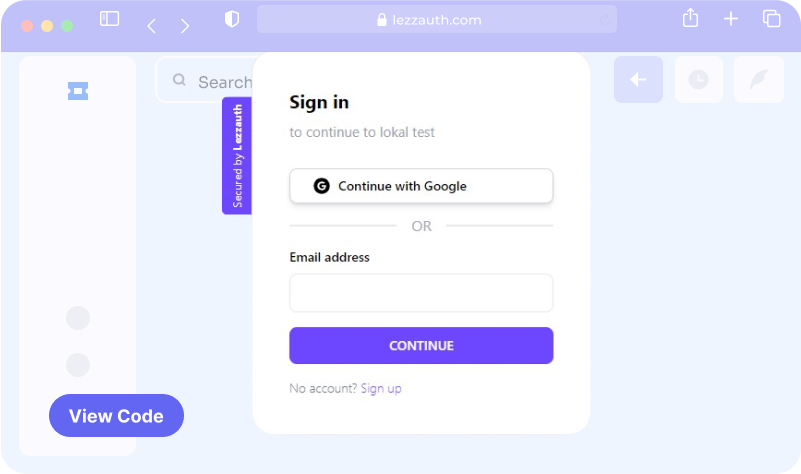 lezzauth.com
Search
Secured by Lezzauth
Sign in
to continue to lokal test
G Continue with Google
OR
Email address
CONTINUE
No account? Sign up
View Code